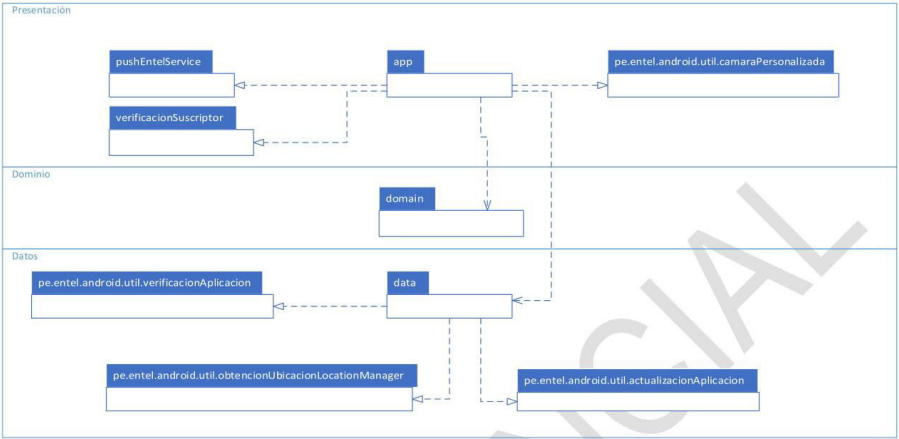 Presentación
pushEntelService
app
pe.entel.android.util.camaraPersonalizada
verificacionSuscriptor
Dominio
domain
Datos
pe.entel.android.util.verificacionAplicacion
data
pe.entel.android.util.obtencionUbicacionLocationManager
pe.entel.android.util.actualizacionAplicacion
NCIAL